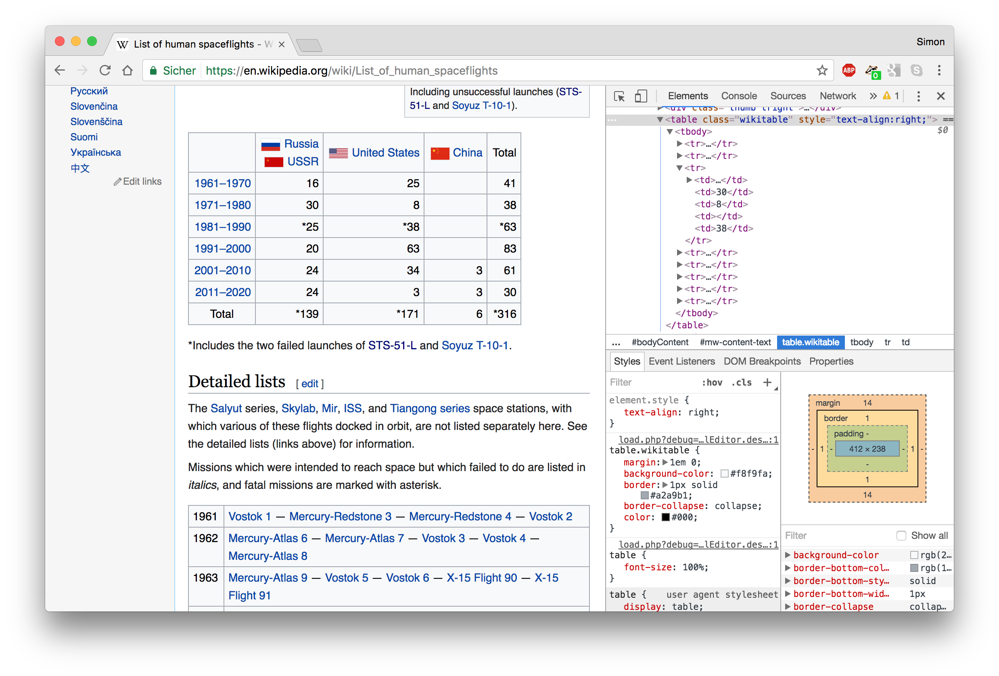 List of human spaceflights - W
Simon
Sicher https://en.wikipedia.org/wiki/List_of_human_spaceflights
ABP 0 S
Русский
Slovenčina
Slovenščina
Suomi
Українська
中文
Edit links
Including unsuccessful launches (STS-
51-L and Soyuz T-10-1).
Russia
USSR United States China Total
1961–1970 16 25 41
1971–1980 30 8 38
1981–1990 *25 *38 *63
1991–2000 20 63 83
2001–2010 24 34 3 61
2011–2020 24 3 3 30
Total *139 *171 6 *316
*Includes the two failed launches of STS-51-L and Soyuz T-10-1.
Detailed lists [ edit ]
The Salyut series, Skylab, Mir, ISS, and Tiangong series space stations, with
which various of these flights docked in orbit, are not listed separately here. See
the detailed lists (links above) for information.
Missions which were intended to reach space but which failed to do are listed in
italics, and fatal missions are marked with asterisk.
1961 Vostok 1 — Mercury-Redstone 3 — Mercury-Redstone 4 — Vostok 2
1962 Mercury-Atlas 6 — Mercury-Atlas 7 — Vostok 3 — Vostok 4 —
Mercury-Atlas 8
1963 Mercury-Atlas 9 — Vostok 5 — Vostok 6 — X-15 Flight 90 — X-15
Flight 91
Elements Console Sources Network » 1
<div class="thumb tright">…</div>
… <table class="wikitable" style="text-align:right;"> ==
$0
<tbody>
<tr>…</tr>
<tr>…</tr>
<tr>
<td>…</td>
<td>30</td>
<td>8</td>
<td></td>
<td>38</td>
</tr>
<tr>…</tr>
<tr>…</tr>
<tr>…</tr>
<tr>…</tr>
<tr>…</tr>
</tbody>
</table>
… #bodyContent #mw-content-text table.wikitable tbody tr td
Styles Event Listeners DOM Breakpoints Properties
Filter :hov .cls +
element.style {
text-align: right;
}
load.php?debug=…lEditor.des…:1
table.wikitable {
margin: 1em 0;
background-color: #f8f9fa;
border: 1px solid
#a2a9b1;
border-collapse: collapse;
color: #000;
}
load.php?debug=…lEditor.des…:1
table {
font-size: 100%;
}
table { user agent stylesheet
display: table;
margin 14
border 1
padding -
- 1 - 412 × 238 - 1 -
-
1
14
Filter Show all
background-color rgb(2…
border-bottom-col… rgb(1…
border-bottom-sty… solid
border-bottom-wid… 1px
border-collapse collap…